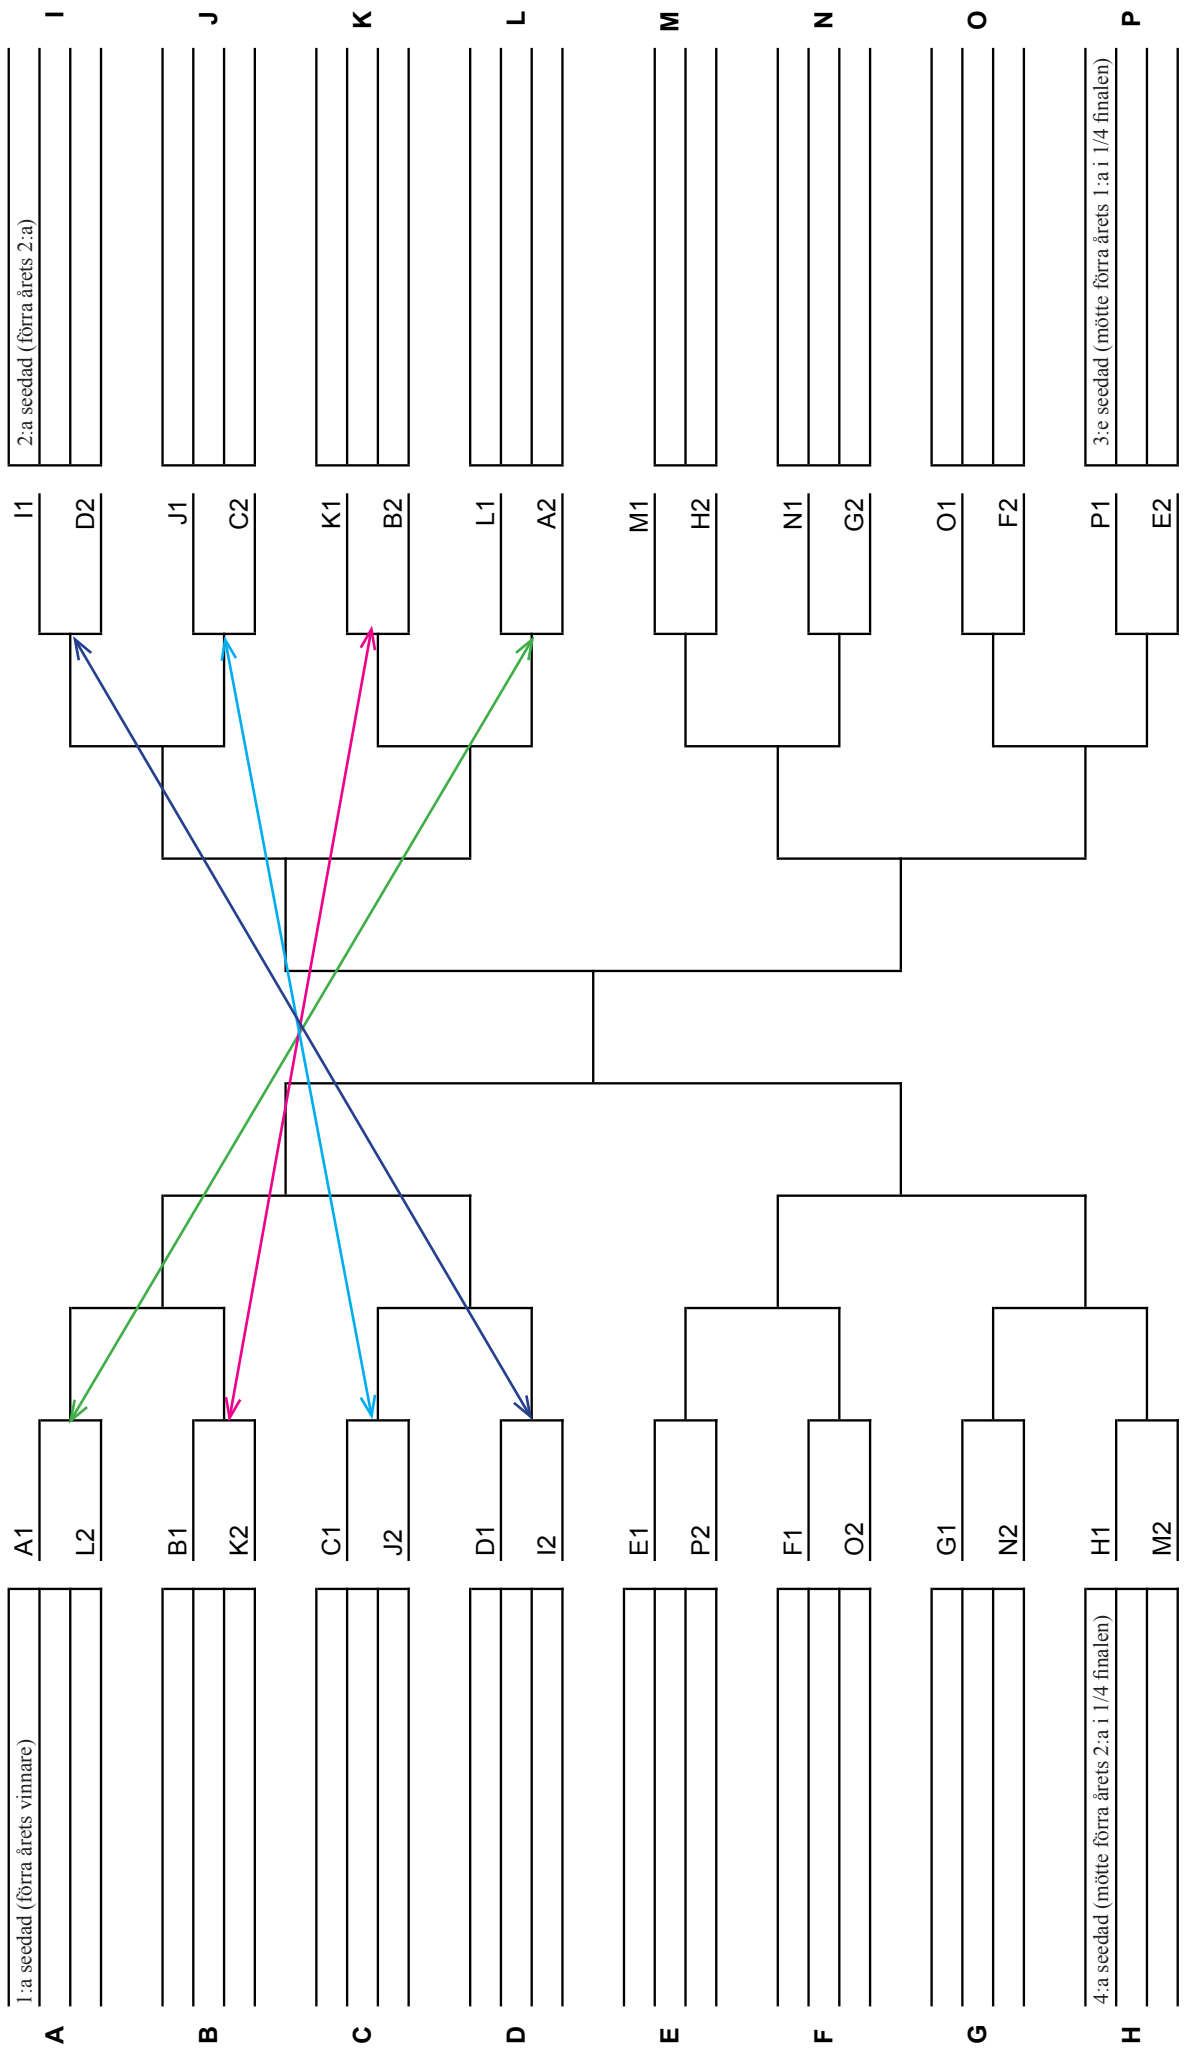 A
1:a seedad (förra årets vinnare)
A1
L2
B
B1
K2
C
C1
J2
D
D1
I2
E
E1
P2
F
F1
O2
G
G1
N2
H
4:a seedad (mötte förra årets 2:a i 1/4 finalen)
H1
M2
I
2:a seedad (förra årets 2:a)
I1
D2
J
J1
C2
K
K1
B2
L
L1
A2
M
M1
H2
N
N1
G2
O
O1
F2
P
3:e seedad (mötte förra årets 1:a i 1/4 finalen)
P1
E2